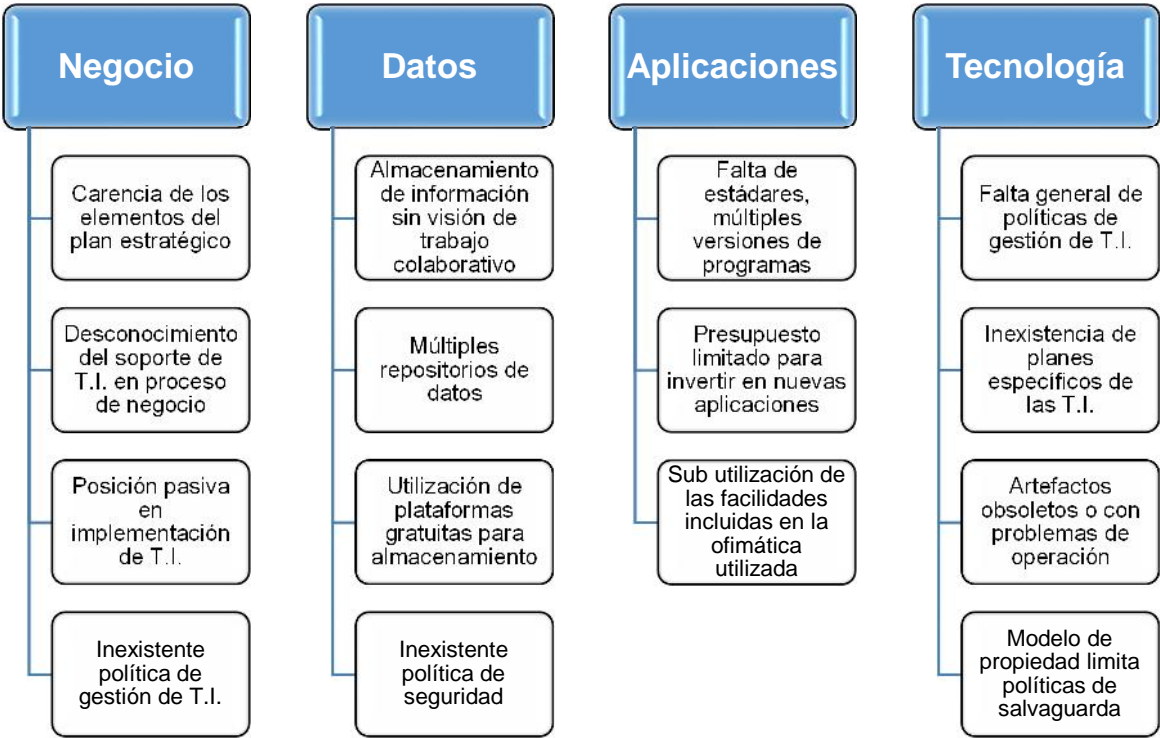 Negocio
Carencia de los
elementos del
plan estratégico
Desconocimiento
del soporte de
T.I. en proceso
de negocio
Posición pasiva
en
implementación
de T.I.
Inexistente
política de
gestión de T.I.
Datos
Almacenamiento
de información
sin visión de
trabajo
colaborativo
Múltiples
repositorios de
datos
Utilización de
plataformas
gratuitas para
almacenamiento
Inexistente
política de
seguridad
Aplicaciones
Falta de
estádares,
múltiples
versiones de
programas
Presupuesto
limitado para
invertir en nuevas
aplicaciones
Sub utilización de
las facilidades
incluidas en la
ofimática
utilizada
Tecnología
Falta general de
políticas de
gestión de T.I.
Inexistencia de
planes
específicos de
las T.I.
Artefactos
obsoletos o con
problemas de
operación
Modelo de
propiedad limita
políticas de
salvaguarda